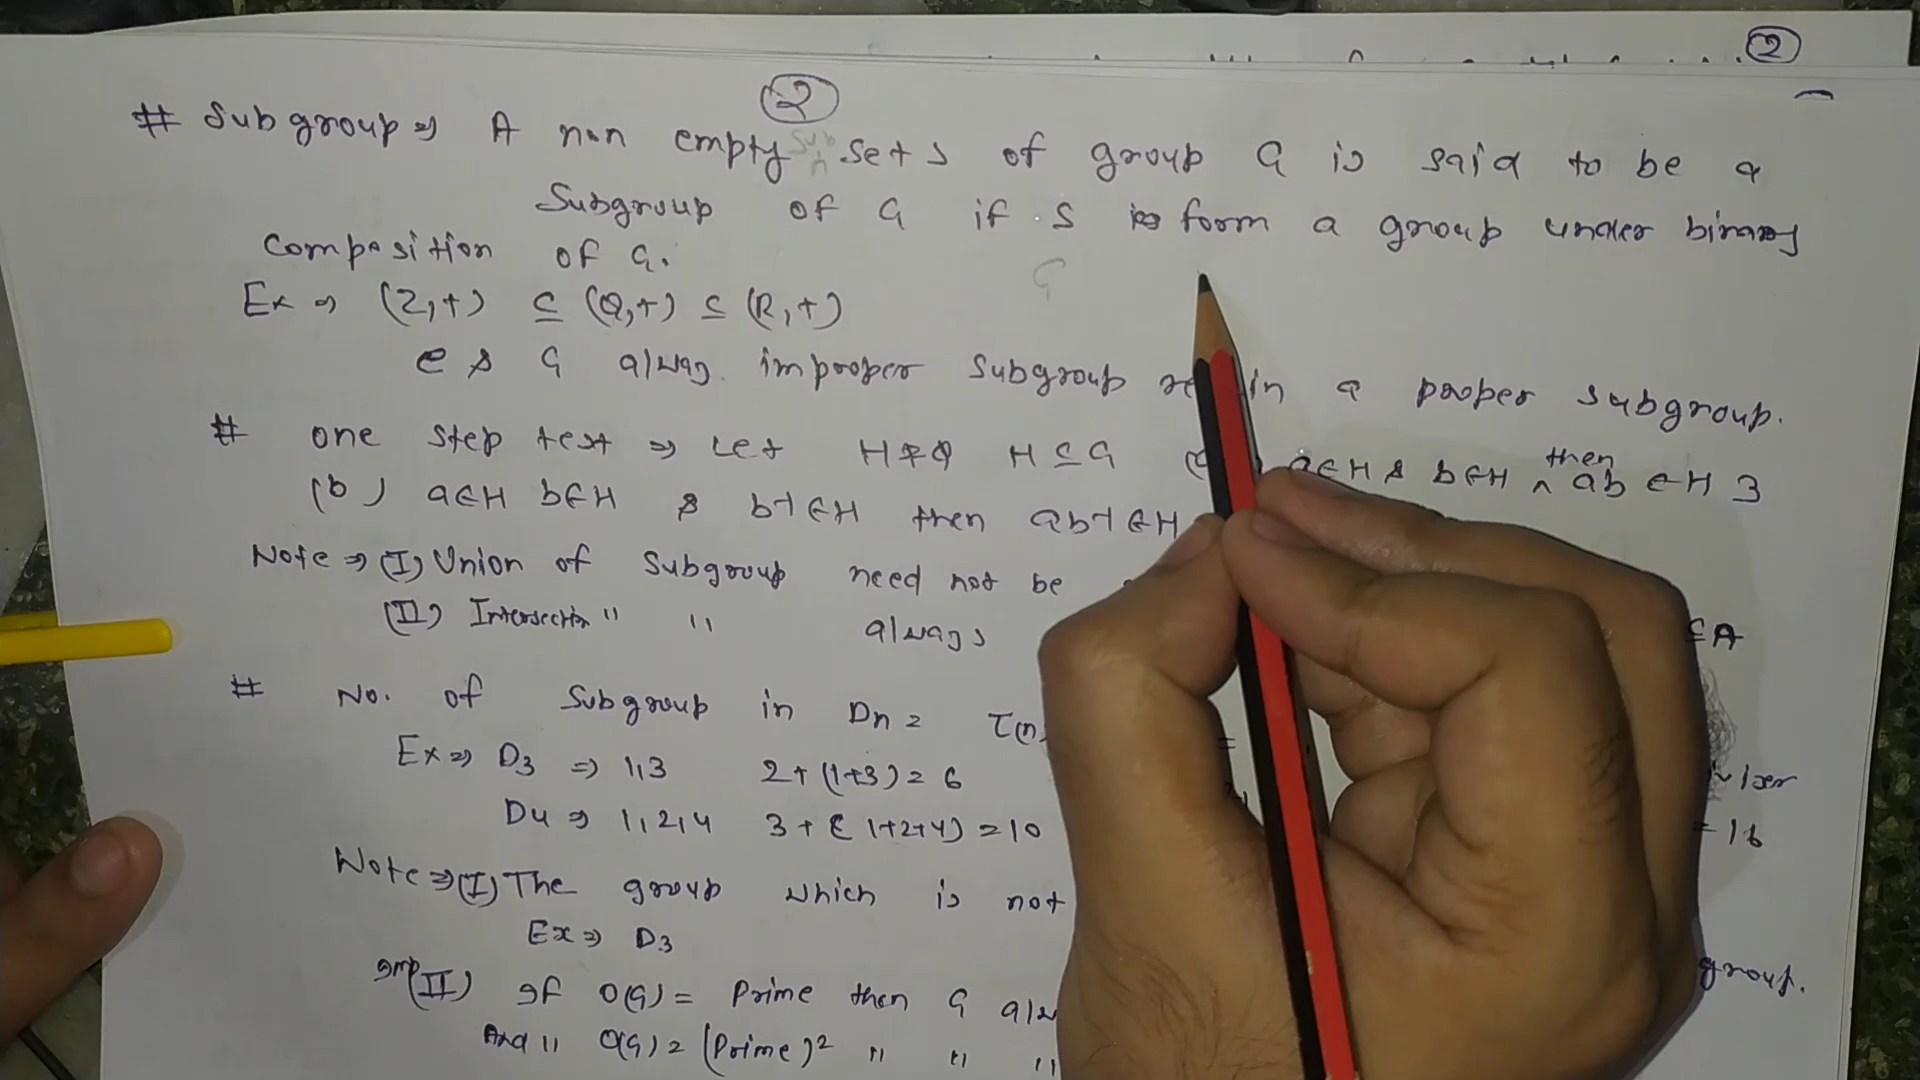 2
2
# Subgroup ⇒ A non empty sub set S of group G is said to be a
Subgroup of G if S form a group under binary
Composition of G.
G
Ex ⇒ (Z,+) ⊆ (Q,+) ⊆ (R,+)
e & G always improper subgroup in a proper subgroup.
# one step test ⇒ Let H≠Φ H⊆G a∈H & b∈H then ab ∈H 3
(b) a∈H b∈H & b⁻¹∈H then ab⁻¹∈H
Note ⇒ (I) Union of Subgroup need not be
(II) Intersection " " always ⊆A
# No. of Subgroup in Dn = τ(n) =
Ex ⇒ D3 ⇒ 1,3 2+(1+3)=6
D4 ⇒ 1,2,4 3+(1+2+4)=10 =16
Note ⇒ (I) The group which is not
Ex ⇒ D3
Imp (II) If O(G) = Prime then G group.
And " O(G) = (Prime)² " " "